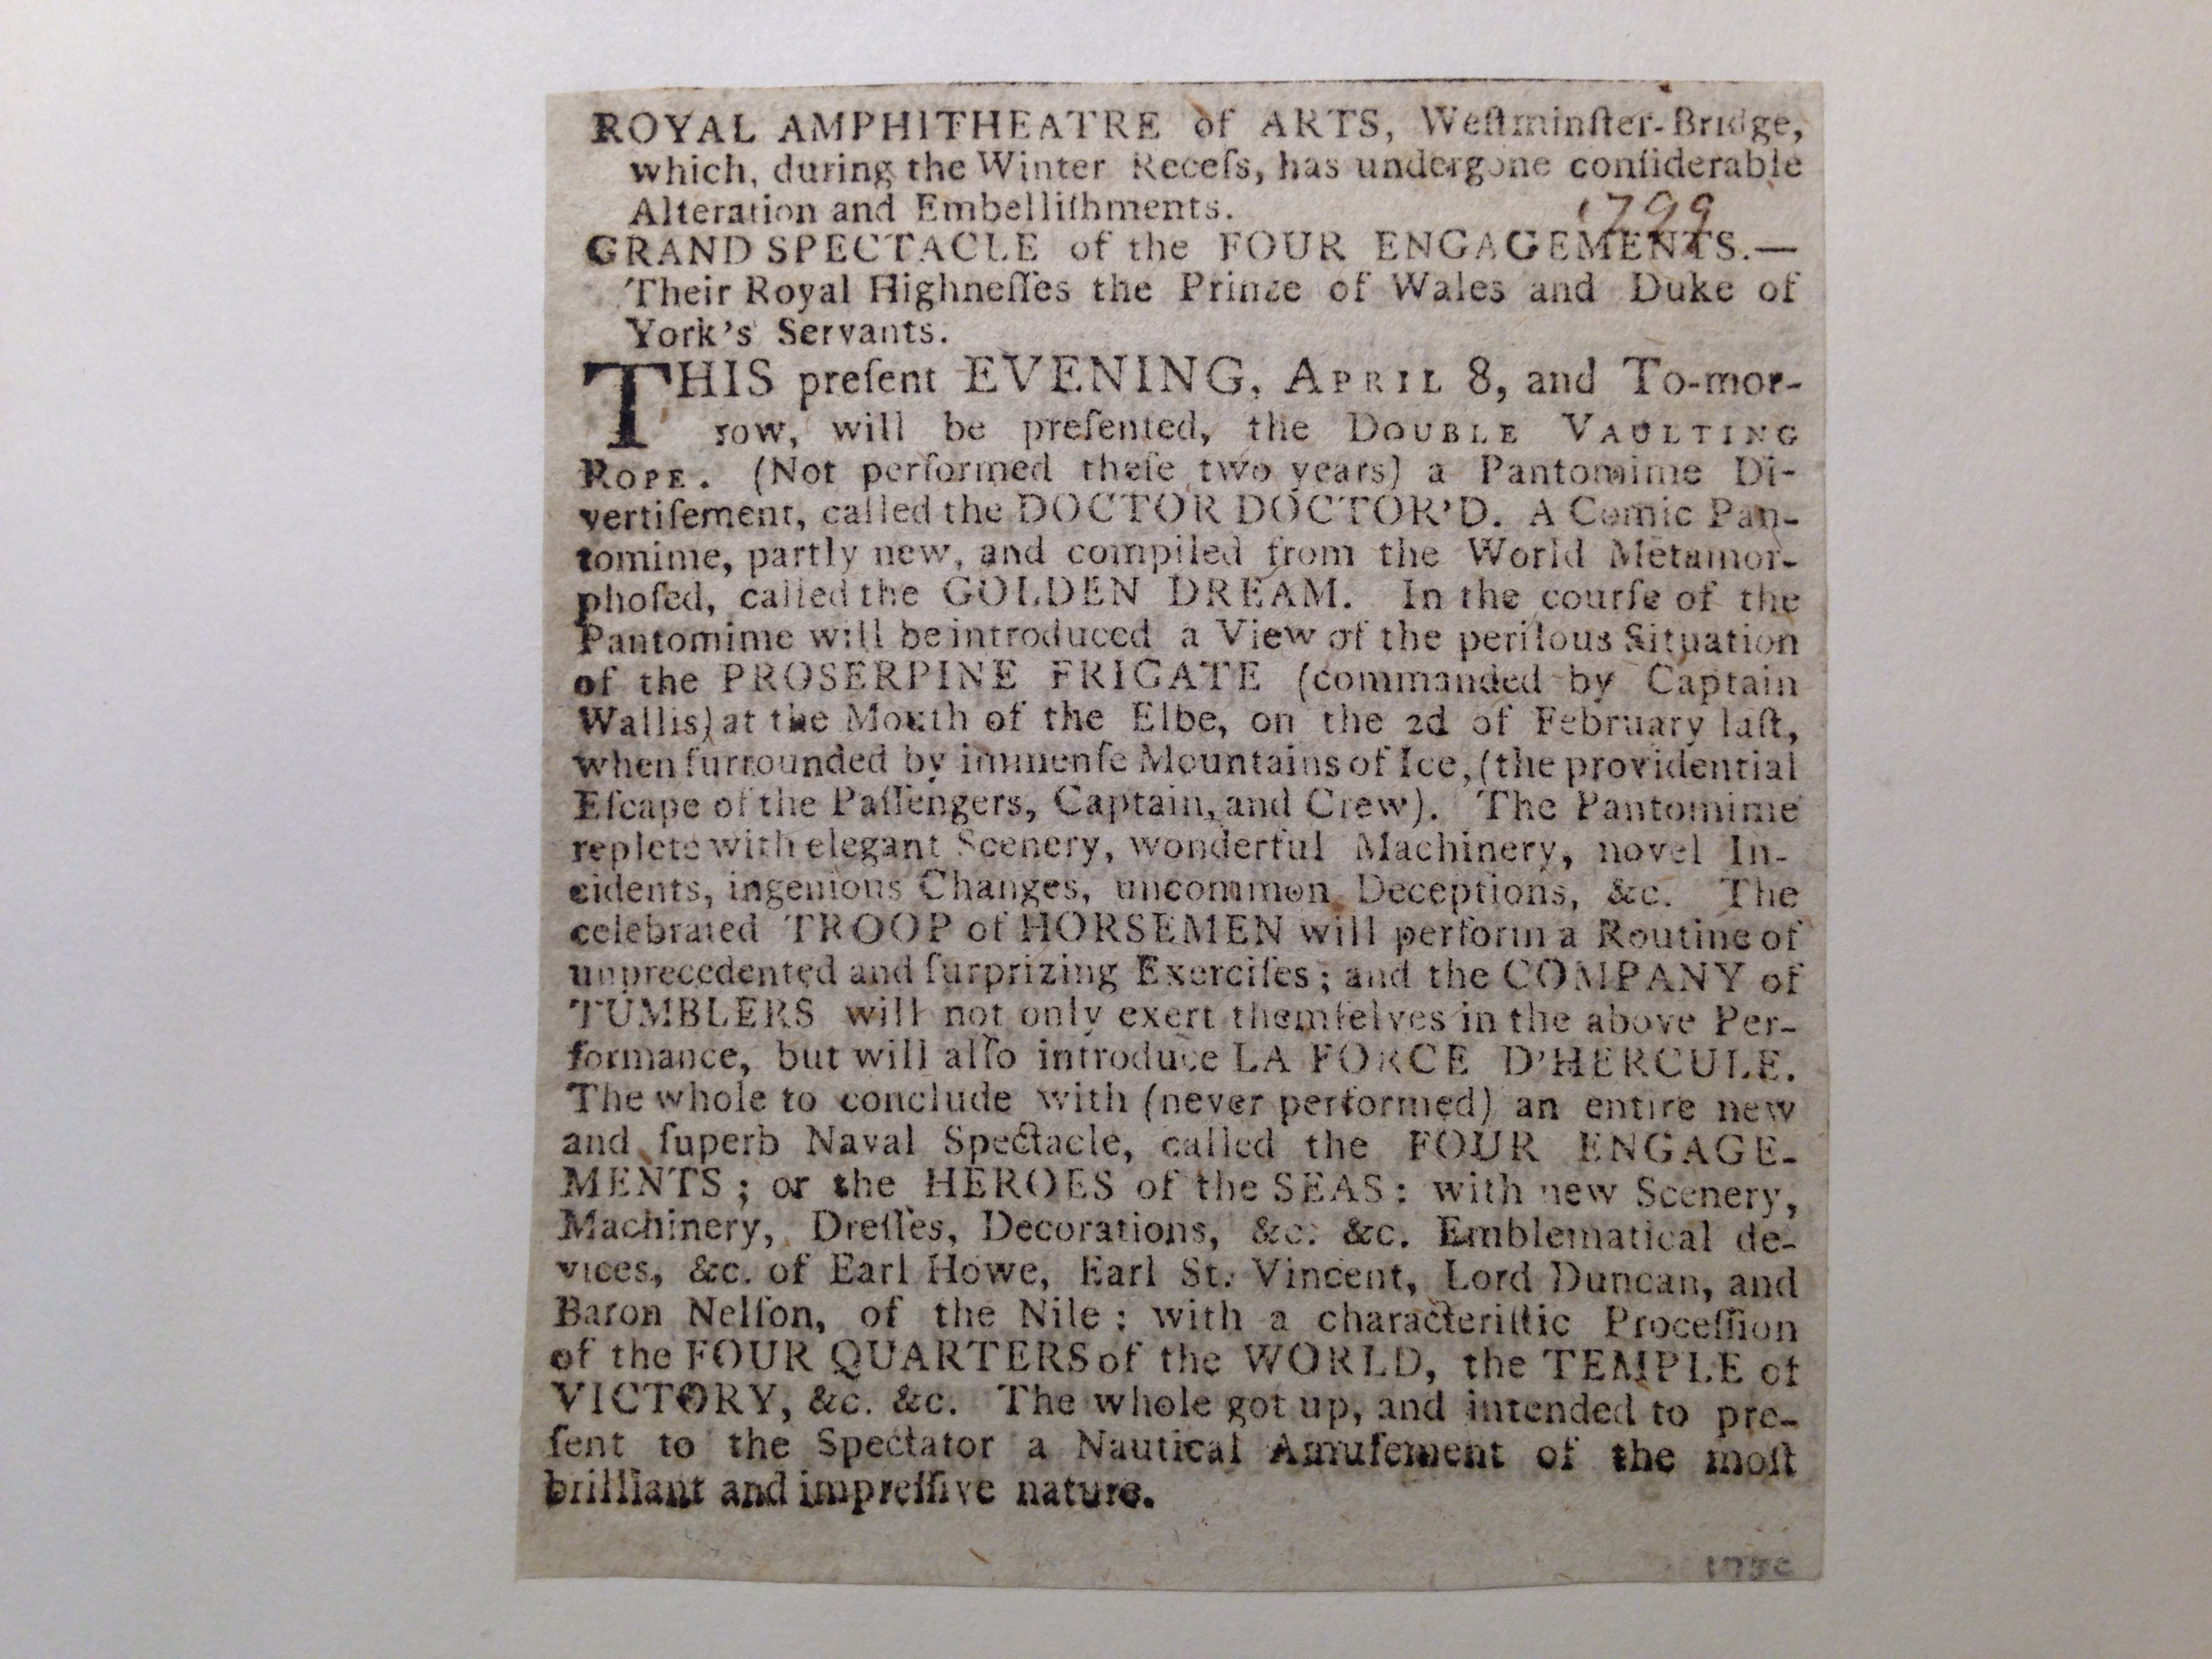 ROYAL AMPHITHEATRE of ARTS, Weſtminſter-Bridge,
which, during the Winter Receſs, has undergone conſiderable
Alteration and Embelliſhments.
1799
GRAND SPECTACLE of the FOUR ENGAGEMENTS.—
Their Royal Highneſſes the Prince of Wales and Duke of
York's Servants.
THIS preſent EVENING, APRIL 8, and To-mor-
row, will be preſented, the DOUBLE VAULTING
ROPE. (Not performed theſe two years) a Pantomime Di-
vertiſement, called the DOCTOR DOCTOR'D. A Comic Pan-
tomime, partly new, and compiled from the World Metamor-
phoſed, called the GOLDEN DREAM. In the courſe of the
Pantomime will be introduced a View of the perilous Situation
of the PROSERPINE FRIGATE (commanded by Captain
Wallis) at the Mouth of the Elbe, on the 2d of February laſt,
when ſurrounded by immenſe Mountains of Ice, (the providential
Eſcape of the Paſſengers, Captain, and Crew). The Pantomime
replete with elegant Scenery, wonderful Machinery, novel In-
cidents, ingenious Changes, uncommon Deceptions, &c. The
celebrated TROOP of HORSEMEN will perform a Routine of
unprecedented and ſurprizing Exerciſes; and the COMPANY of
TUMBLERS will not only exert themſelves in the above Per-
formance, but will alſo introduce LA FORCE D'HERCULE.
The whole to conclude with (never performed) an entire new
and ſuperb Naval Spectacle, called the FOUR ENGAGE-
MENTS; or the HEROES of the SEAS: with new Scenery,
Machinery, Dreſſes, Decorations, &c. &c. Emblematical de-
vices, &c. of Earl Howe, Earl St. Vincent, Lord Duncan, and
Baron Nelſon, of the Nile: with a characteriſtic Proceſſion
of the FOUR QUARTERS of the WORLD, the TEMPLE of
VICTORY, &c. &c. The whole got up, and intended to pre-
ſent to the Spectator a Nautical Amuſement of the moſt
brilliant and impreſſive nature.